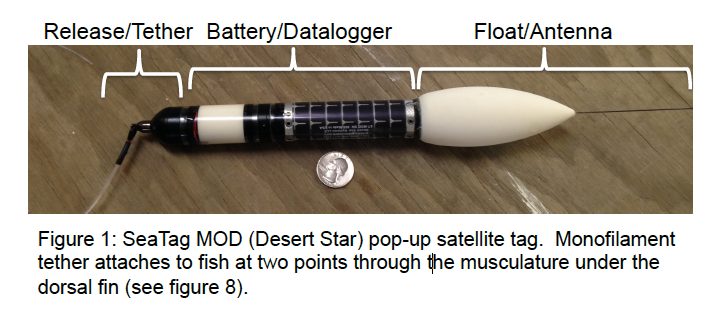 Release/Tether Battery/Datalogger Float/Antenna
Figure 1: SeaTag MOD (Desert Star) pop-up satellite tag. Monofilament
tether attaches to fish at two points through the musculature under the
dorsal fin (see figure 8).